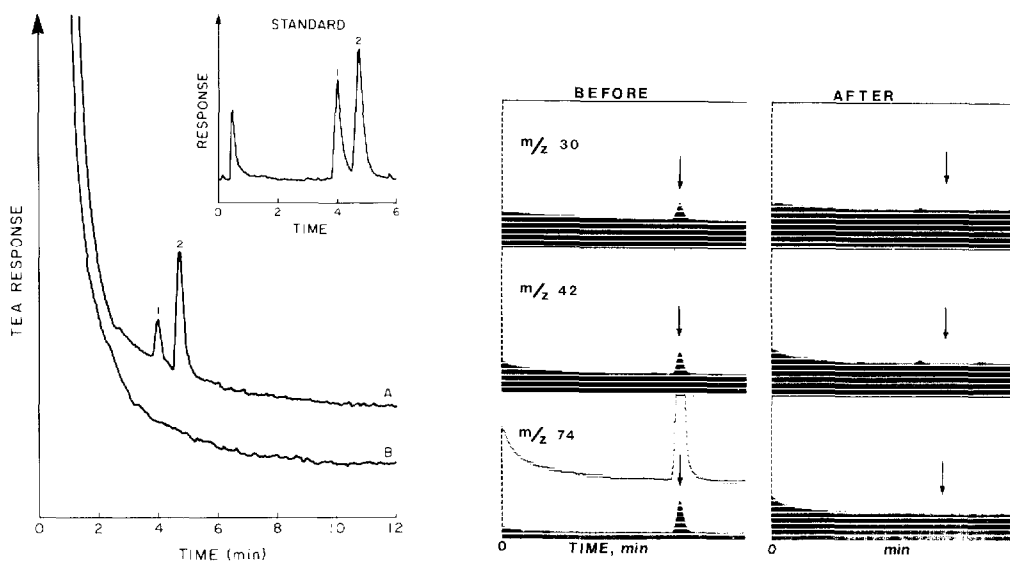 STANDARD
RESPONSE
1
2
0
2
4
6
TIME
TEA RESPONSE
1
2
A
B
0
2
4
6
8
10
12
TIME (min)
BEFORE
AFTER
m/z 30
m/z 42
m/z 74
0
TIME, min
0
min